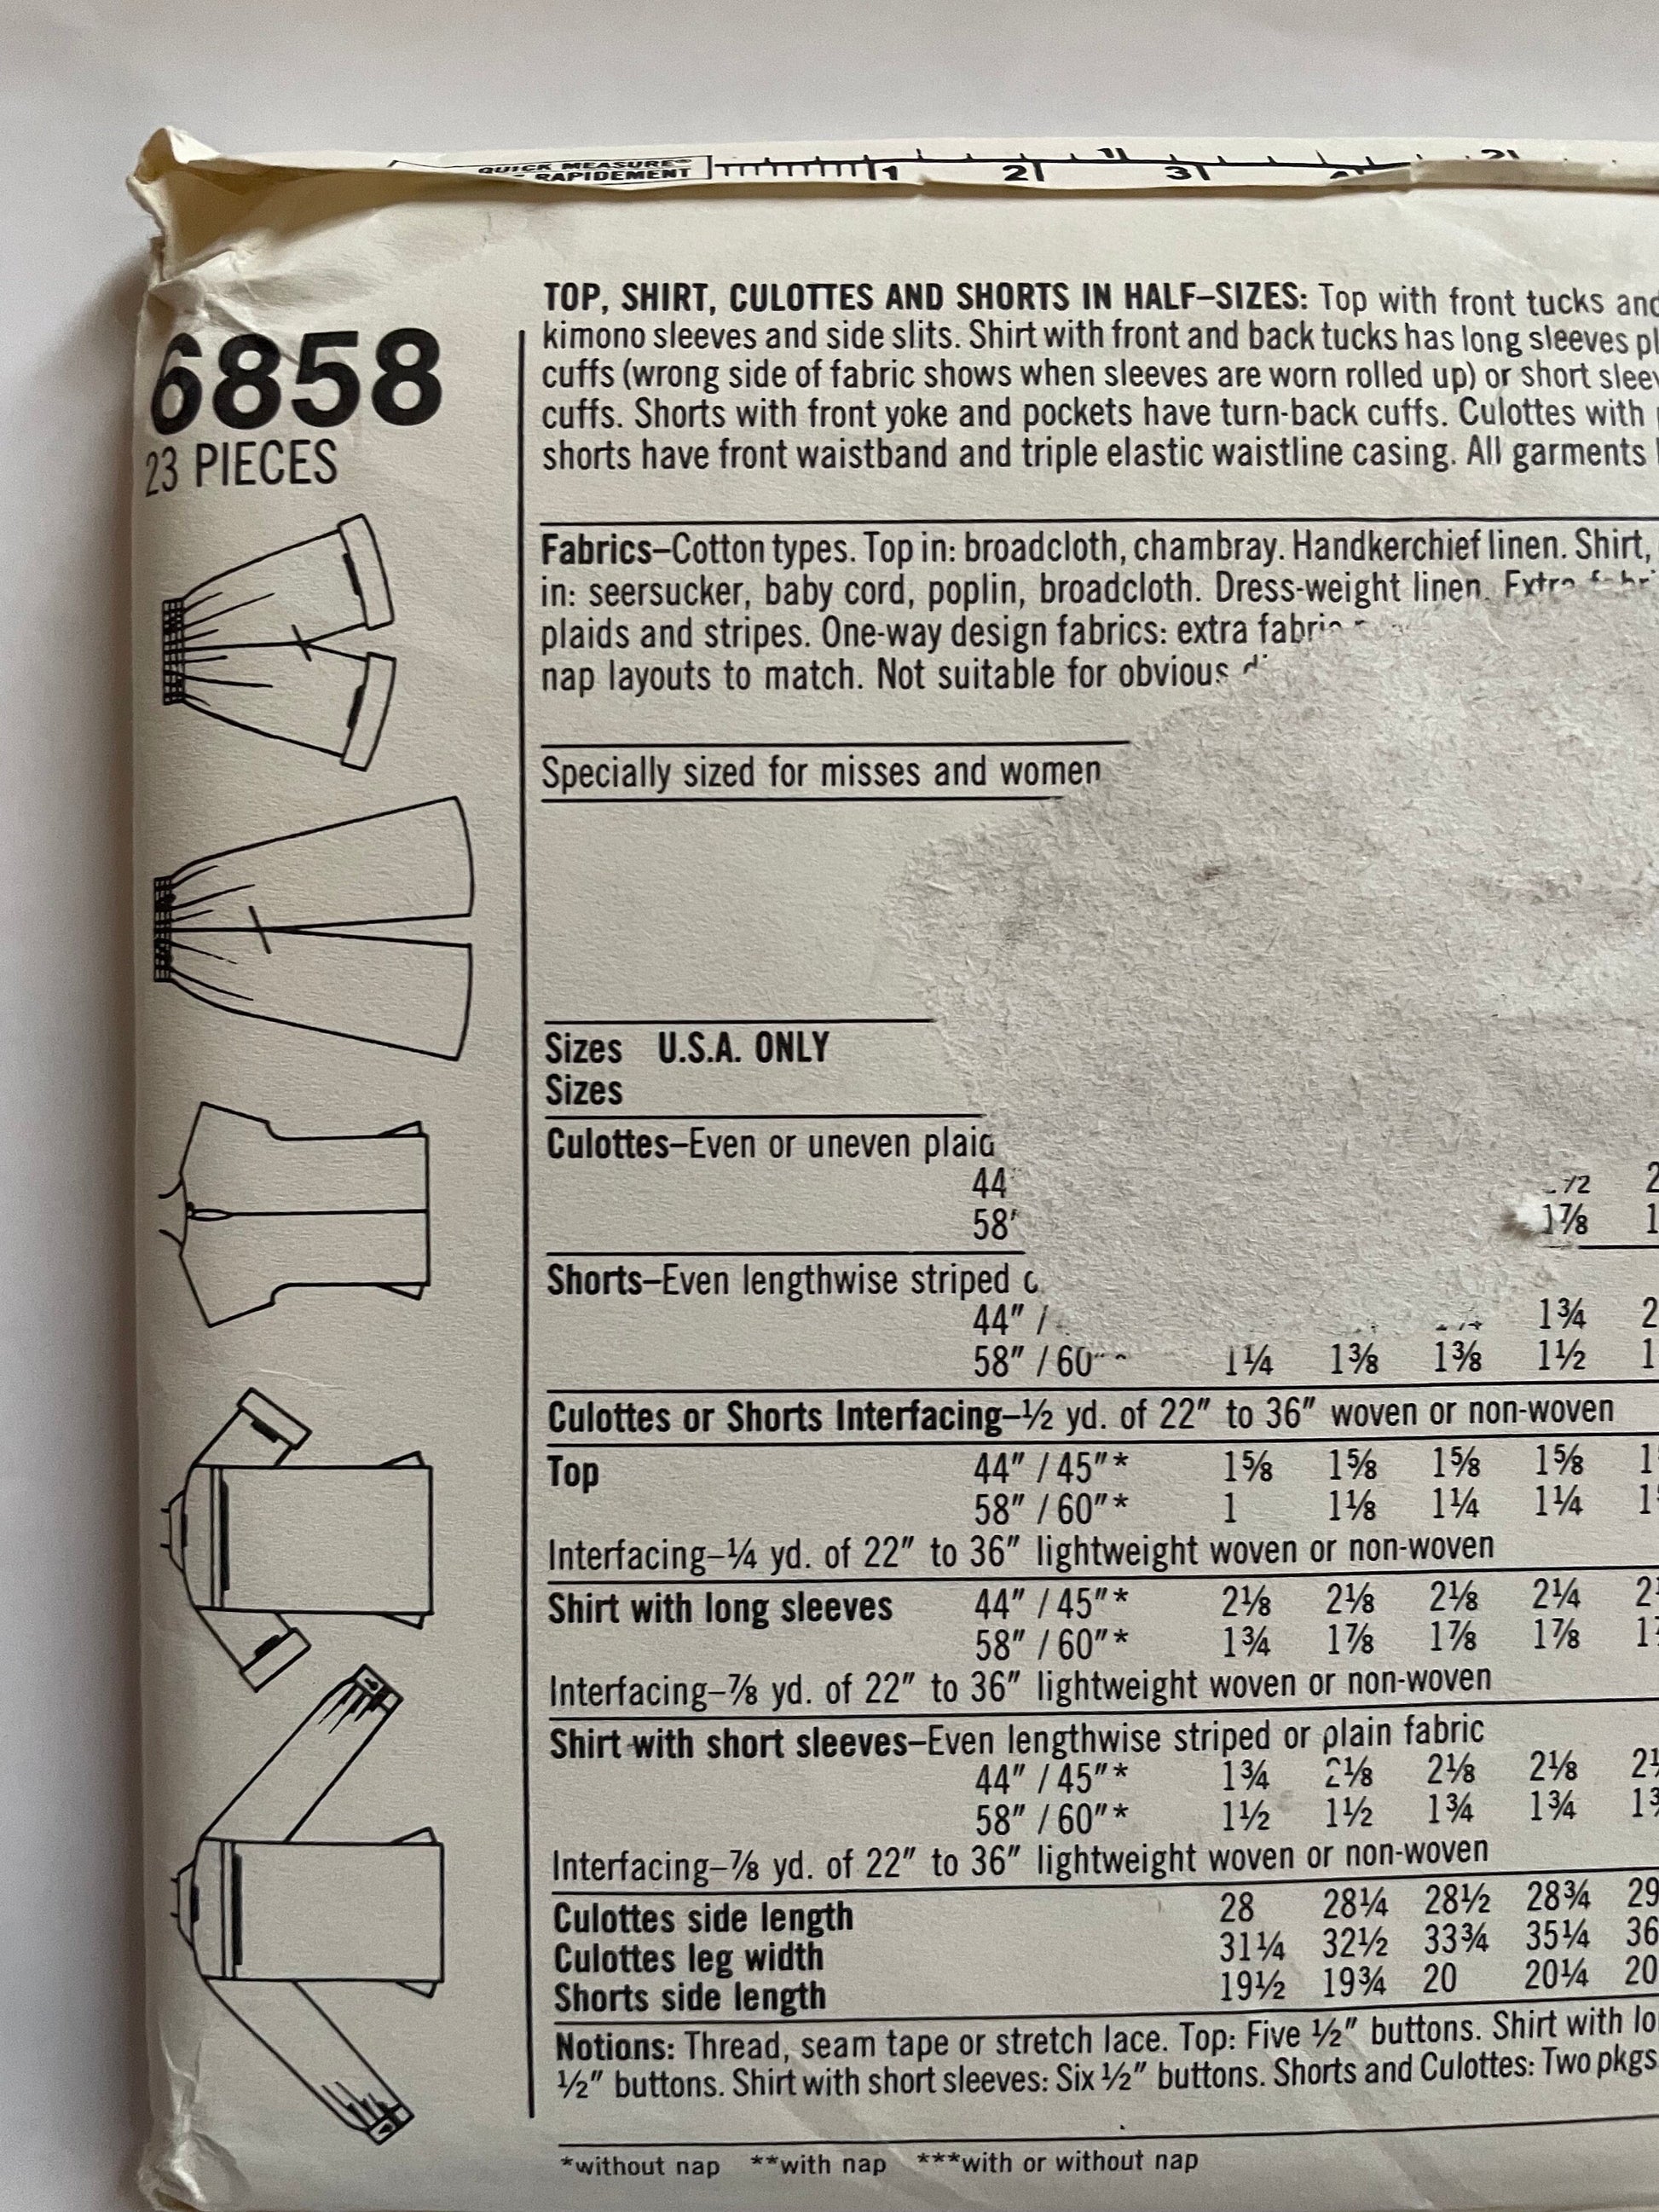 QUICK MEASURE™
RAPIDEMENT 1 2 3
6858
23 PIECES
TOP, SHIRT, CULOTTES AND SHORTS IN HALF–SIZES: Top with front tucks and
kimono sleeves and side slits. Shirt with front and back tucks has long sleeves
cuffs (wrong side of fabric shows when sleeves are worn rolled up) or short
cuffs. Shorts with front yoke and pockets have turn-back cuffs. Culottes with
shorts have front waistband and triple elastic waistline casing. All garments
Fabrics–Cotton types. Top in: broadcloth, chambray. Handkerchief linen. Shirt,
in: seersucker, baby cord, poplin, broadcloth. Dress-weight linen. Extra
plaids and stripes. One-way design fabrics: extra
nap layouts to match. Not suitable for obvious
Specially sized for misses and women
Sizes U.S.A. ONLY
Sizes
Culottes–Even or uneven
44
58" 1⅞
Shorts–Even lengthwise striped
44" / 1¾
58" / 60" 1¼ 1⅜ 1⅜ 1½
Culottes or Shorts Interfacing–½ yd. of 22" to 36" woven or non-woven
Top 44" / 45"* 1⅝ 1⅝ 1⅝ 1⅝
58" / 60"* 1 1⅛ 1¼ 1¼
Interfacing–¼ yd. of 22" to 36" lightweight woven or non-woven
Shirt with long sleeves 44" / 45"* 2⅛ 2⅛ 2⅛ 2¼
58" / 60"* 1¾ 1⅞ 1⅞ 1⅞
Interfacing–⅞ yd. of 22" to 36" lightweight woven or non-woven
Shirt with short sleeves–Even lengthwise striped or plain fabric
44" / 45"* 1¾ 2⅛ 2⅛ 2⅛
58" / 60"* 1½ 1½ 1¾ 1¾
Interfacing–⅞ yd. of 22" to 36" lightweight woven or non-woven
Culottes side length 28 28¼ 28½ 28¾ 29
Culottes leg width 31¼ 32½ 33¾ 35¼ 36
Shorts side length 19½ 19¾ 20 20¼ 20
Notions: Thread, seam tape or stretch lace. Top: Five ½" buttons. Shirt with
½" buttons. Shirt with short sleeves: Six ½" buttons. Shorts and Culottes: Two pkgs
*without nap **with nap ***with or without nap